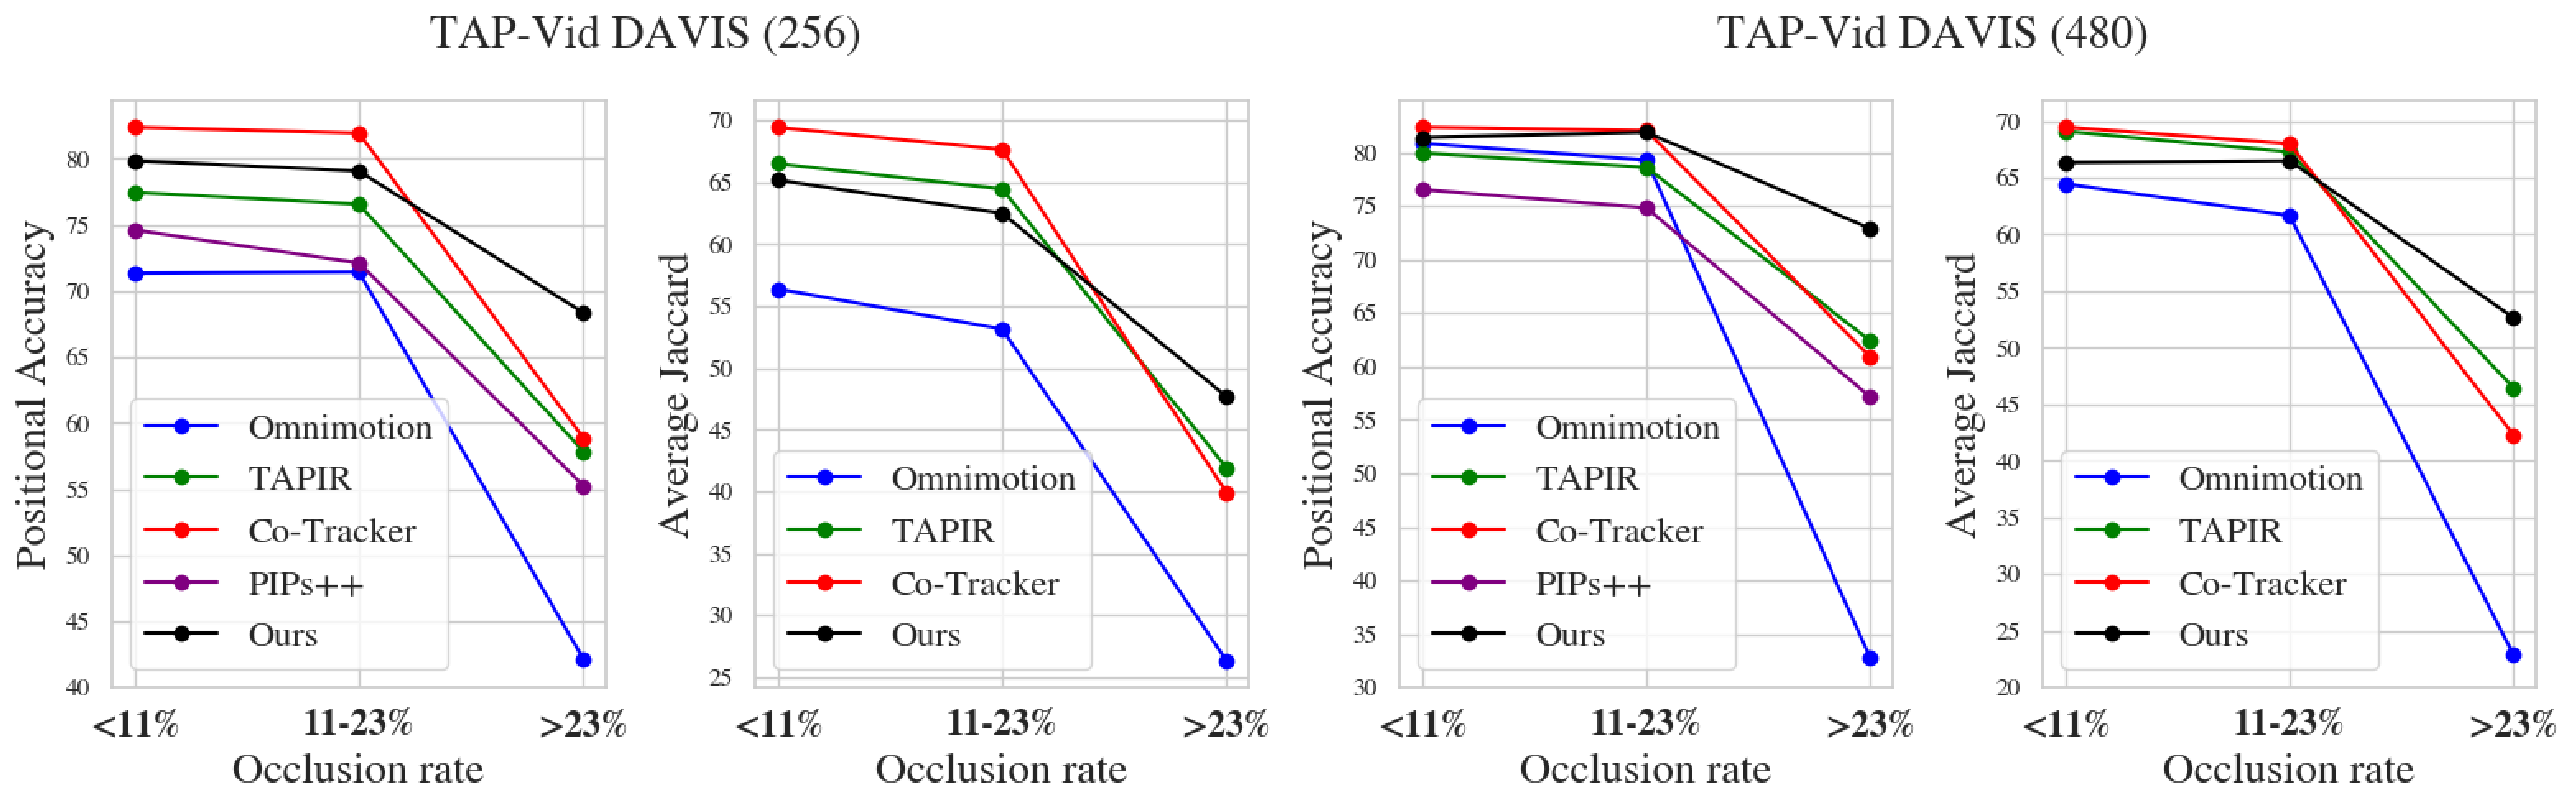 TAP-Vid DAVIS (256)
TAP-Vid DAVIS (480)
Positional Accuracy
80
75
70
65
60
55
50
45
40
Omnimotion
TAPIR
Co-Tracker
PIPs++
Ours
<11%
11-23%
>23%
Occlusion rate
Average Jaccard
70
65
60
55
50
45
40
35
30
25
Omnimotion
TAPIR
Co-Tracker
Ours
<11%
11-23%
>23%
Occlusion rate
Positional Accuracy
80
75
70
65
60
55
50
45
40
35
30
Omnimotion
TAPIR
Co-Tracker
PIPs++
Ours
<11%
11-23%
>23%
Occlusion rate
Average Jaccard
70
65
60
55
50
45
40
35
30
25
20
Omnimotion
TAPIR
Co-Tracker
Ours
<11%
11-23%
>23%
Occlusion rate